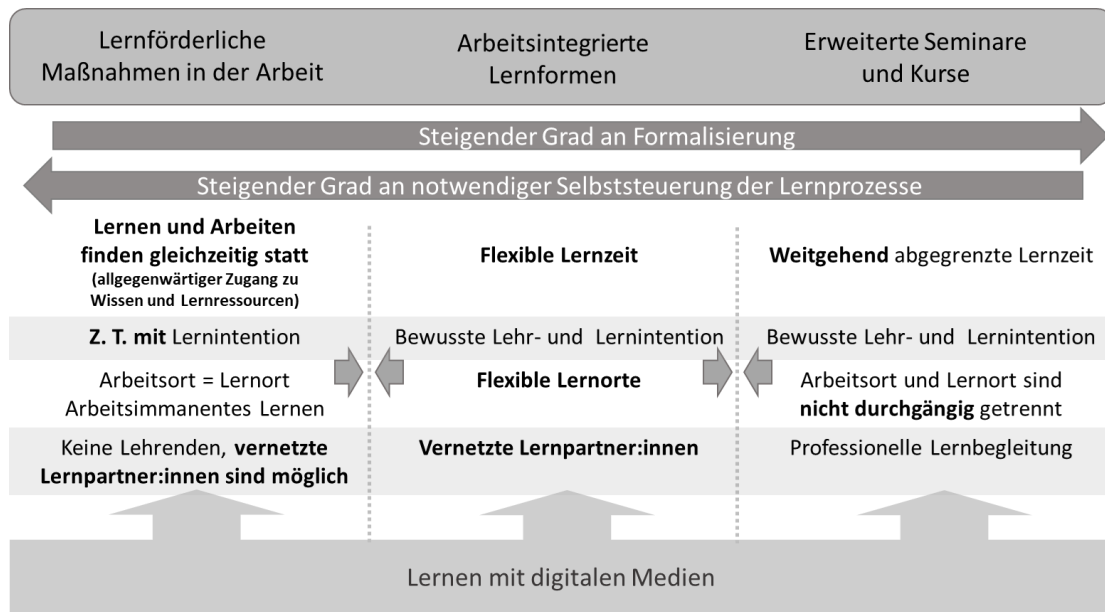 Lernförderliche
Maßnahmen in der Arbeit
Arbeitsintegrierte
Lernformen
Erweiterte Seminare
und Kurse
Steigender Grad an Formalisierung
Steigender Grad an notwendiger Selbststeuerung der Lernprozesse
Lernen und Arbeiten
finden gleichzeitig statt
(allgegenwärtiger Zugang zu
Wissen und Lernressourcen)
Flexible Lernzeit
Weitgehend abgegrenzte Lernzeit
Z. T. mit Lernintention
Bewusste Lehr- und Lernintention
Bewusste Lehr- und Lernintention
Arbeitsort = Lernort
Arbeitsimmanentes Lernen
Flexible Lernorte
Arbeitsort und Lernort sind
nicht durchgängig getrennt
Keine Lehrenden, vernetzte
Lernpartner:innen sind möglich
Vernetzte Lernpartner:innen
Professionelle Lernbegleitung
Lernen mit digitalen Medien